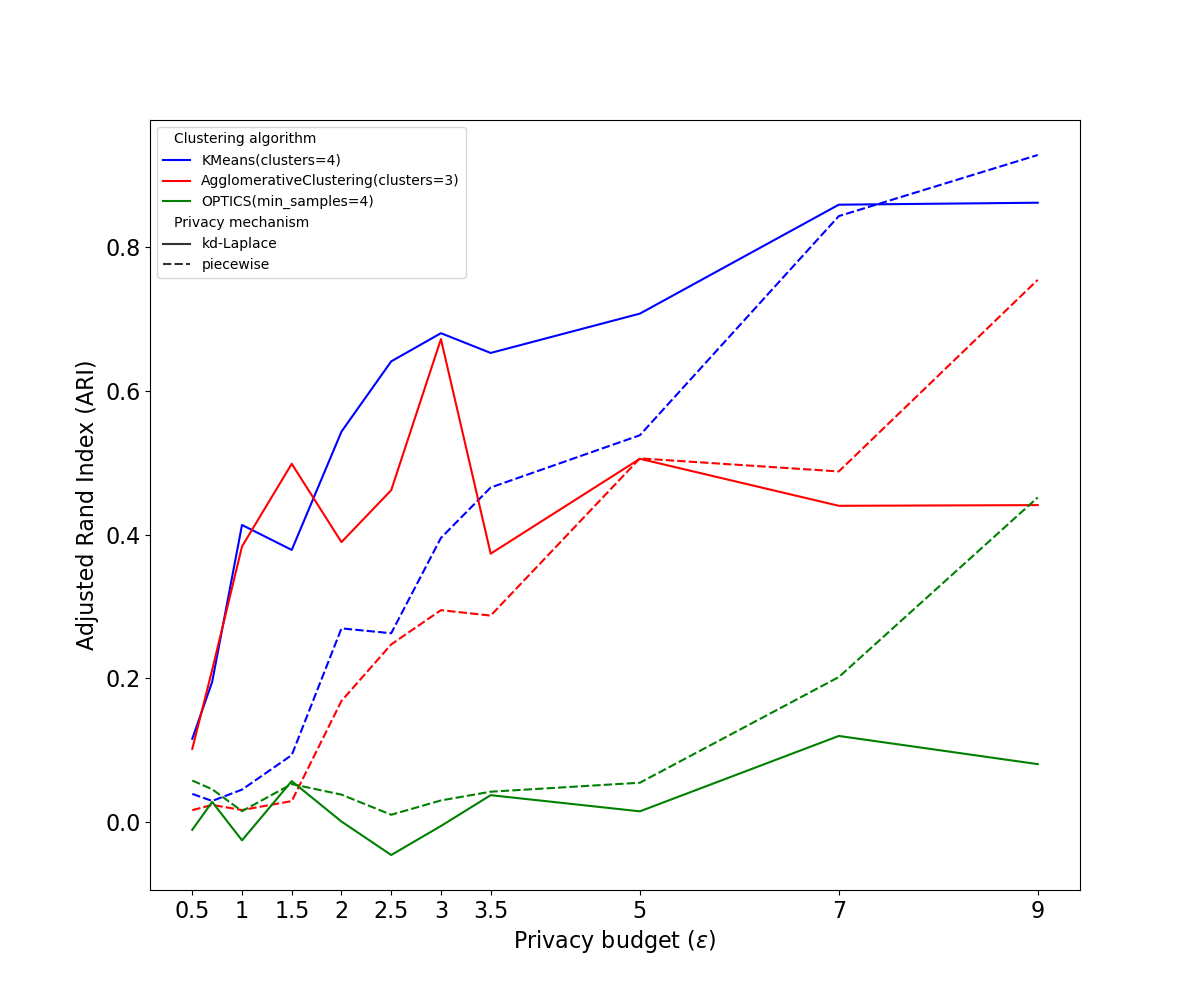 Clustering algorithm
KMeans(clusters=4)
AgglomerativeClustering(clusters=3)
OPTICS(min_samples=4)
Privacy mechanism
kd-Laplace
piecewise
Adjusted Rand Index (ARI)
0.8
0.6
0.4
0.2
0.0
0.5 1 1.5 2 2.5 3 3.5 5 7 9
Privacy budget (ε)